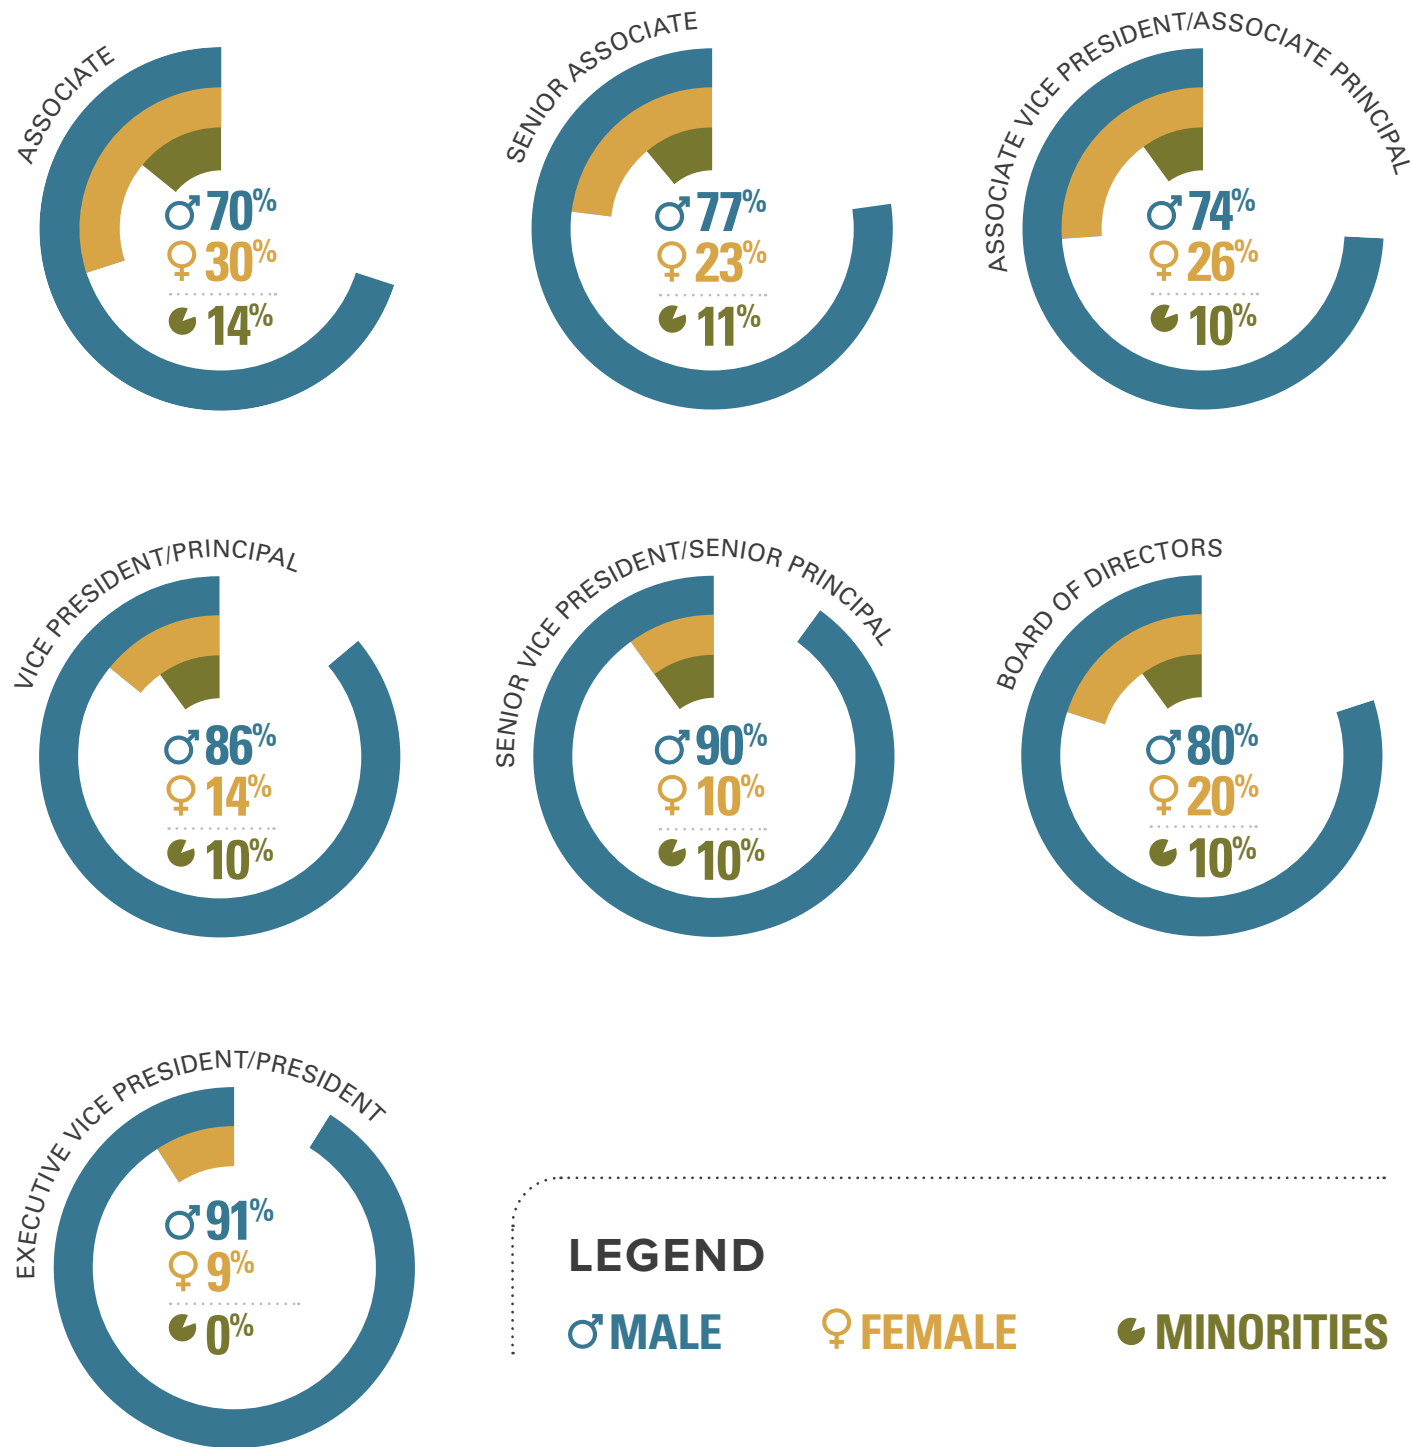 ASSOCIATE
70%
30%
14%
SENIOR ASSOCIATE
77%
23%
11%
ASSOCIATE VICE PRESIDENT/ASSOCIATE PRINCIPAL
74%
26%
10%
VICE PRESIDENT/PRINCIPAL
86%
14%
10%
SENIOR VICE PRESIDENT/SENIOR PRINCIPAL
90%
10%
10%
BOARD OF DIRECTORS
80%
20%
10%
EXECUTIVE VICE PRESIDENT/PRESIDENT
91%
9%
0%
LEGEND
MALE
FEMALE
MINORITIES